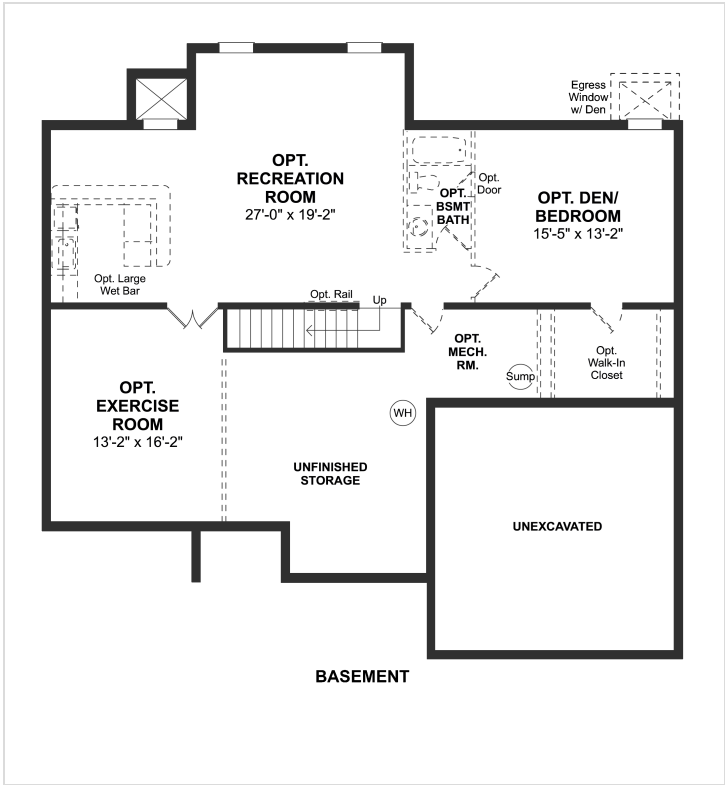 Egress
Window
w/ Den
OPT.
RECREATION
ROOM
27'-0" x 19'-2"
OPT.
BSMT
BATH
Opt.
Door
OPT. DEN/
BEDROOM
15'-5" x 13'-2"
Opt. Large
Wet Bar
Opt. Rail
Up
OPT.
MECH.
RM.
Sump
Opt.
Walk-In
Closet
OPT.
EXERCISE
ROOM
13'-2" x 16'-2"
WH
UNFINISHED
STORAGE
UNEXCAVATED
BASEMENT